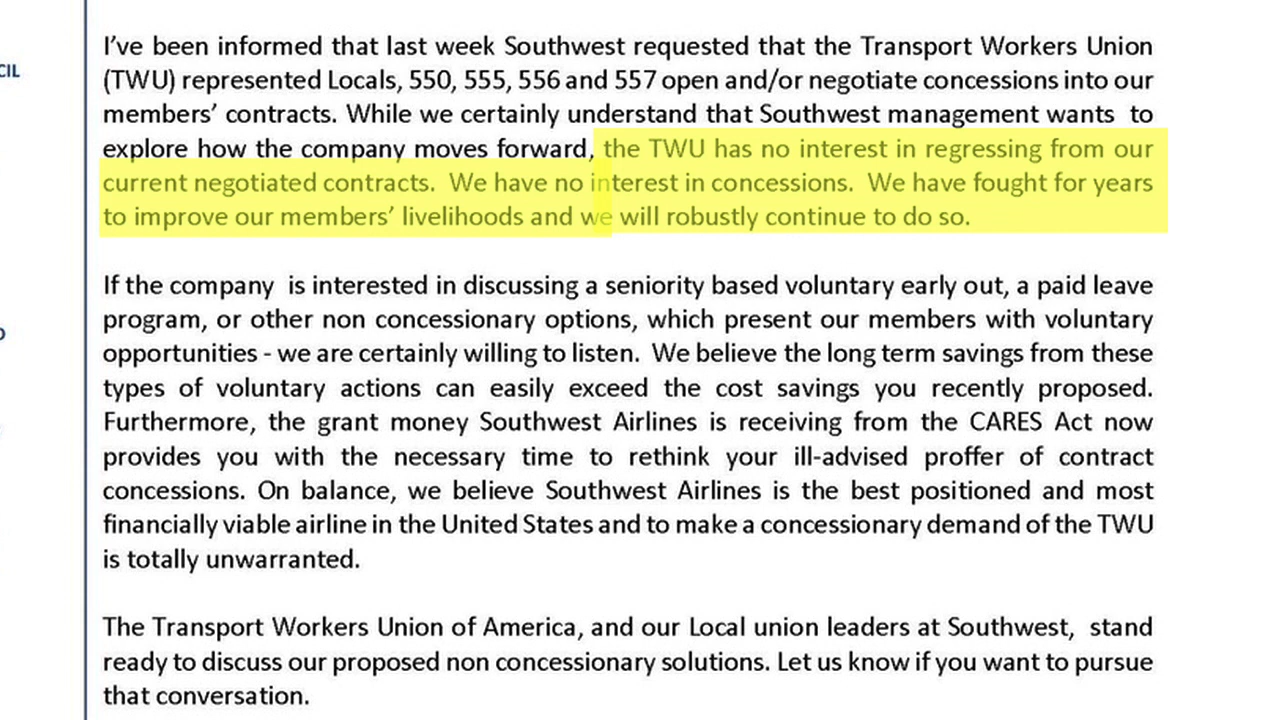 I've been informed that last week Southwest requested that the Transport Workers Union
CIL
(TWU) represented Locals, 550, 555, 556 and 557 open and/or negotiate concessions into our
members' contracts. While we certainly understand that Southwest management wants to
explore how the company moves forward, the TWU has no interest in regressing from our
current negotiated contracts. We have no interest in concessions. We have fought for years
to improve our members' livelihoods and we will robustly continue to do so.
If the company is interested in discussing a seniority based voluntary early out, a paid leave
program, or other non concessionary options, which present our members with voluntary
opportunities - we are certainly willing to listen. We believe the long term savings from these
types of voluntary actions can easily exceed the cost savings you recently proposed.
Furthermore, the grant money Southwest Airlines is receiving from the CARES Act now
provides you with the necessary time to rethink your ill-advised proffer of contract
concessions. On balance, we believe Southwest Airlines is the best positioned and most
financially viable airline in the United States and to make a concessionary demand of the TWU
is totally unwarranted.
The Transport Workers Union of America, and our Local union leaders at Southwest, stand
ready to discuss our proposed non concessionary solutions. Let us know if you want to pursue
that conversation.